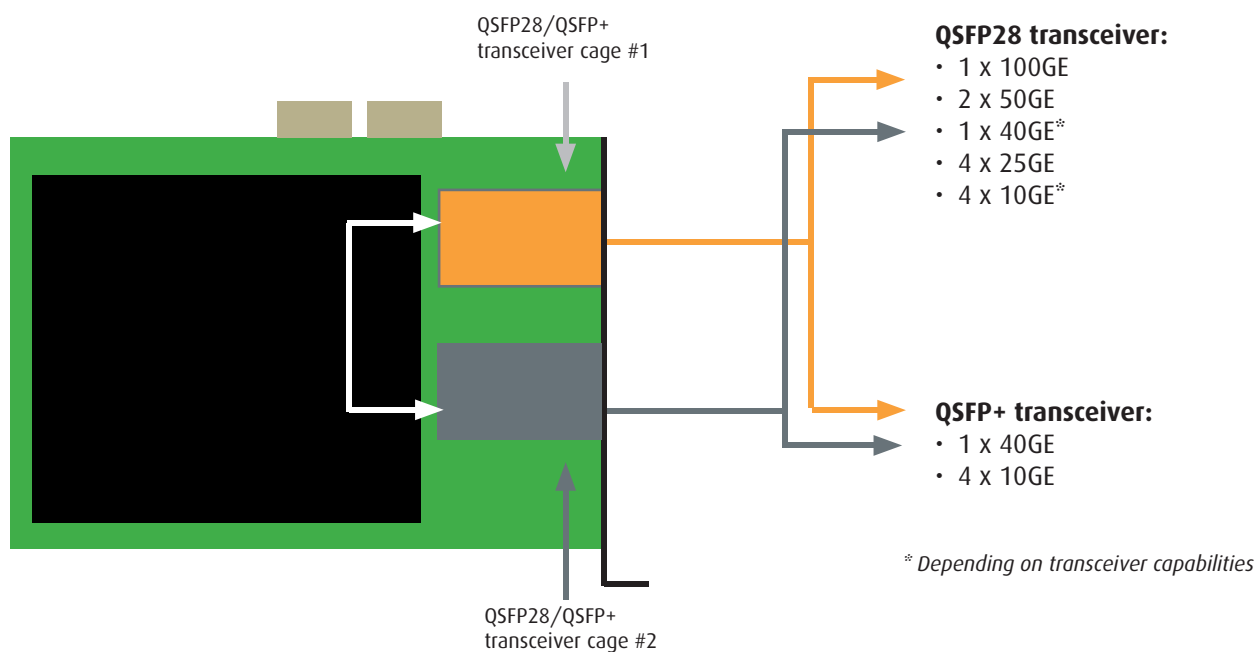 QSFP28/QSFP+
transceiver cage #1
QSFP28 transceiver:
• 1 x 100GE
• 2 x 50GE
• 1 x 40GE*
• 4 x 25GE
• 4 x 10GE*
QSFP+ transceiver:
• 1 x 40GE
• 4 x 10GE
* Depending on transceiver capabilities
QSFP28/QSFP+
transceiver cage #2